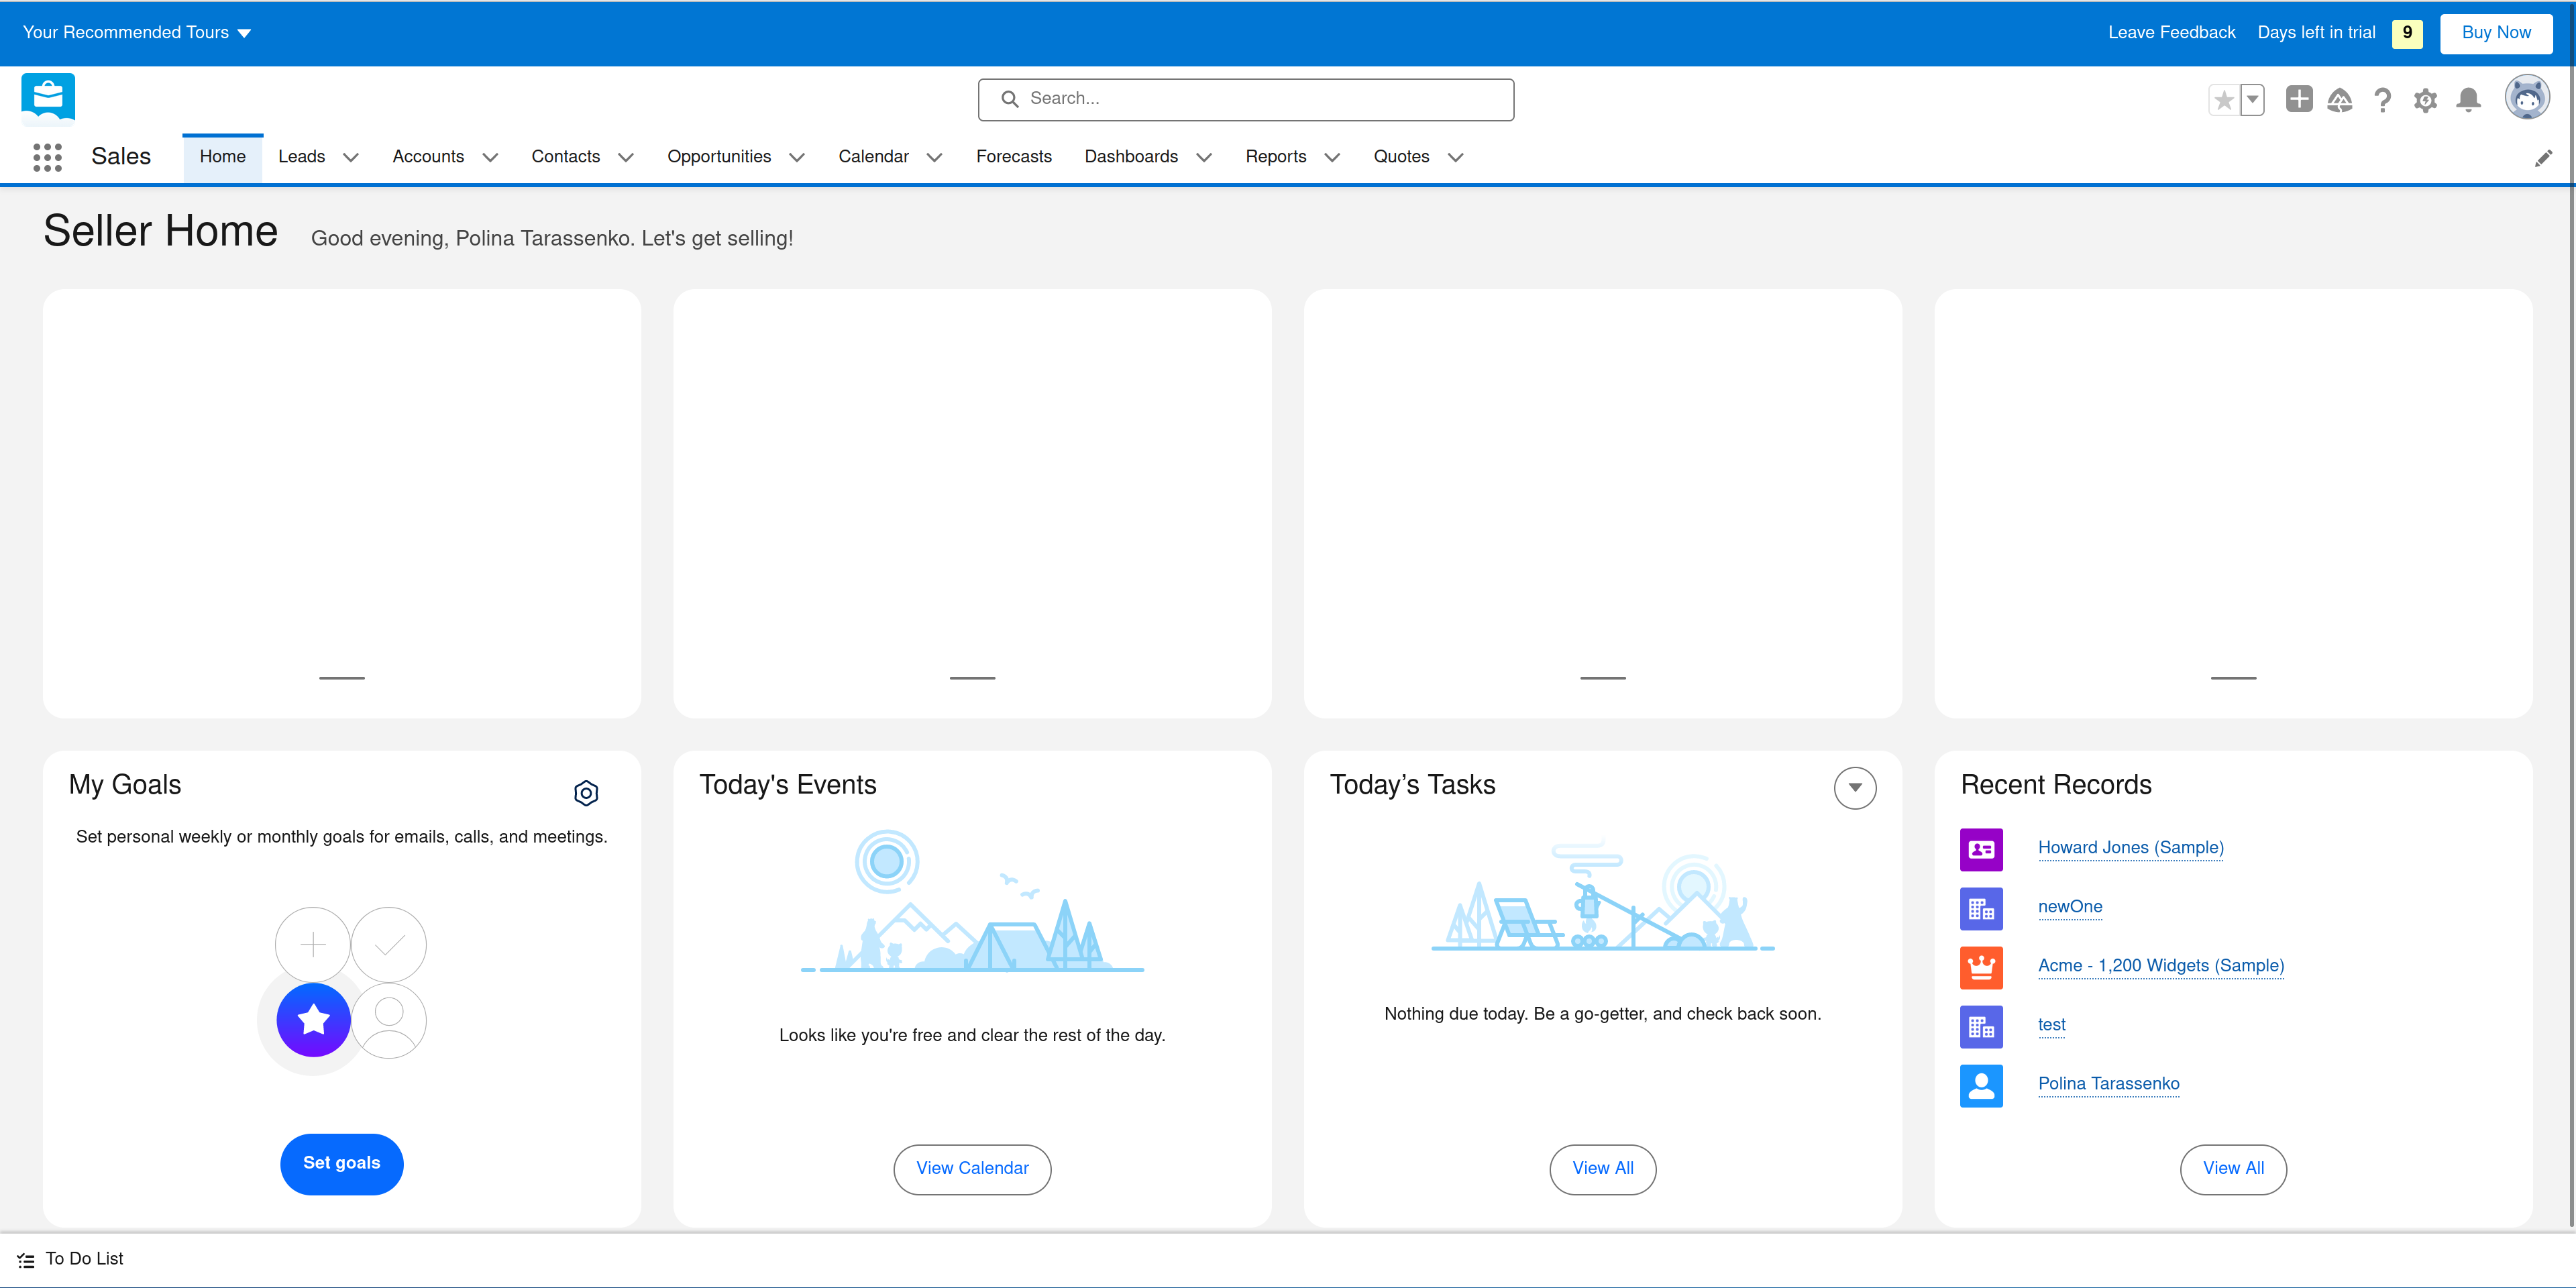 Your Recommended Tours
Leave Feedback
Days left in trial
9
Buy Now
Search...
Sales
Home
Leads
Accounts
Contacts
Opportunities
Calendar
Forecasts
Dashboards
Reports
Quotes
Seller Home
Good evening, Polina Tarassenko. Let's get selling!
My Goals
Set personal weekly or monthly goals for emails, calls, and meetings.
Set goals
Today's Events
Looks like you're free and clear the rest of the day.
View Calendar
Today’s Tasks
Nothing due today. Be a go-getter, and check back soon.
View All
Recent Records
Howard Jones (Sample)
newOne
Acme - 1,200 Widgets (Sample)
test
Polina Tarassenko
View All
To Do List